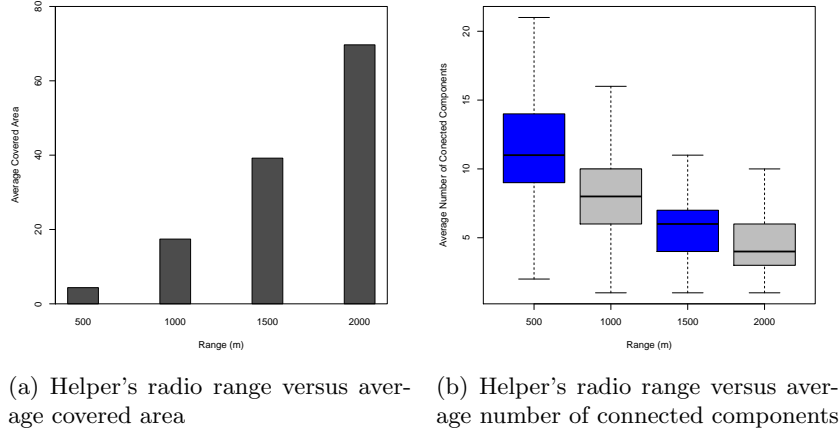 Average Covered Area
0
20
40
60
80
500
1000
1500
2000
Range (m)
Average Number of Conected Components
5
10
15
20
500
1000
1500
2000
Range (m)
(a) Helper's radio range versus aver-
age covered area
(b) Helper's radio range versus aver-
age number of connected components